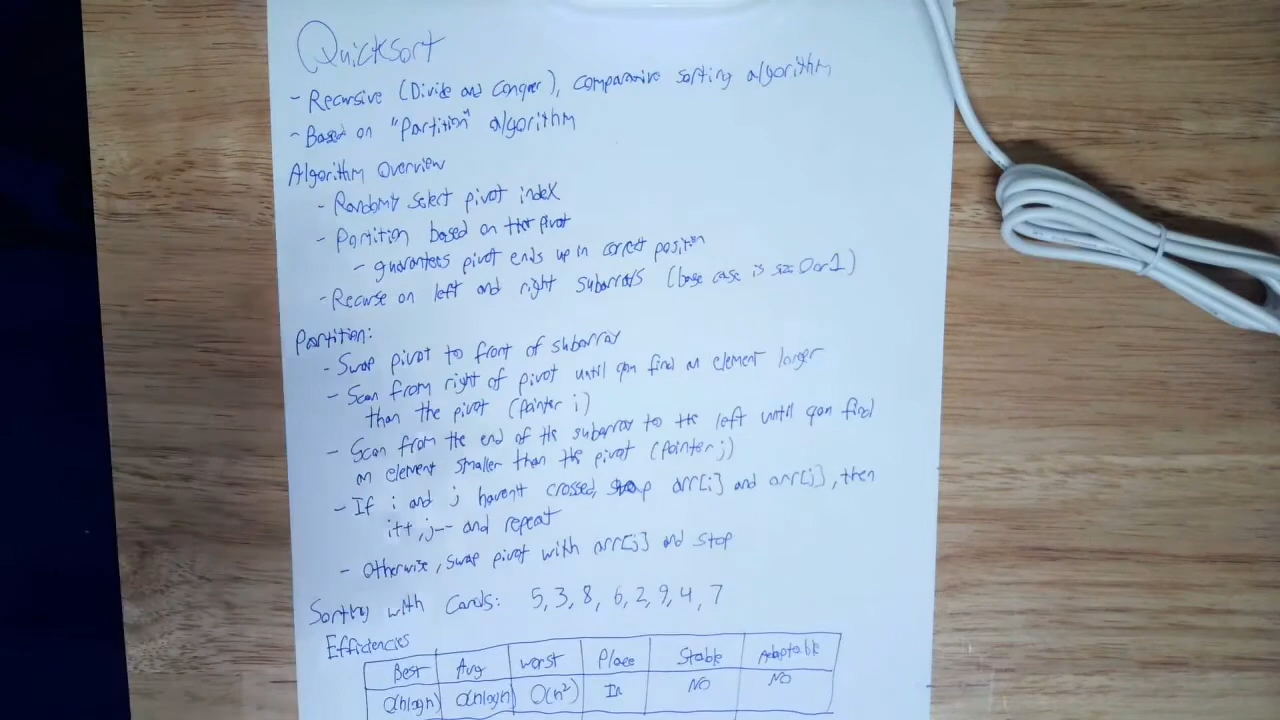 Quicksort
- Recursive (Divide and Conquer), comparative sorting algorithm
- Based on "Partition" algorithm
Algorithm Overview
- Randomly select pivot index
- Partition based on the pivot
- guarantees pivot ends up in correct position
- Recurse on left and right subarrays (base case is size 0 or 1)
Partition:
- Swap pivot to front of subarray
- Scan from right of pivot until you find an element larger
than the pivot (pointer i)
- Scan from the end of the subarray to the left until you find
an element smaller than the pivot (pointer j)
- If i and j haven't crossed, swap arr[i] and arr[j], then
i++, j-- and repeat
- Otherwise, swap pivot with arr[j] and stop
Sorting with Cards: 5, 3, 8, 6, 2, 9, 4, 7
Efficiencies
Best Avg worst Place Stable Adaptable
O(nlogn) O(nlogn) O(n²) In NO NO